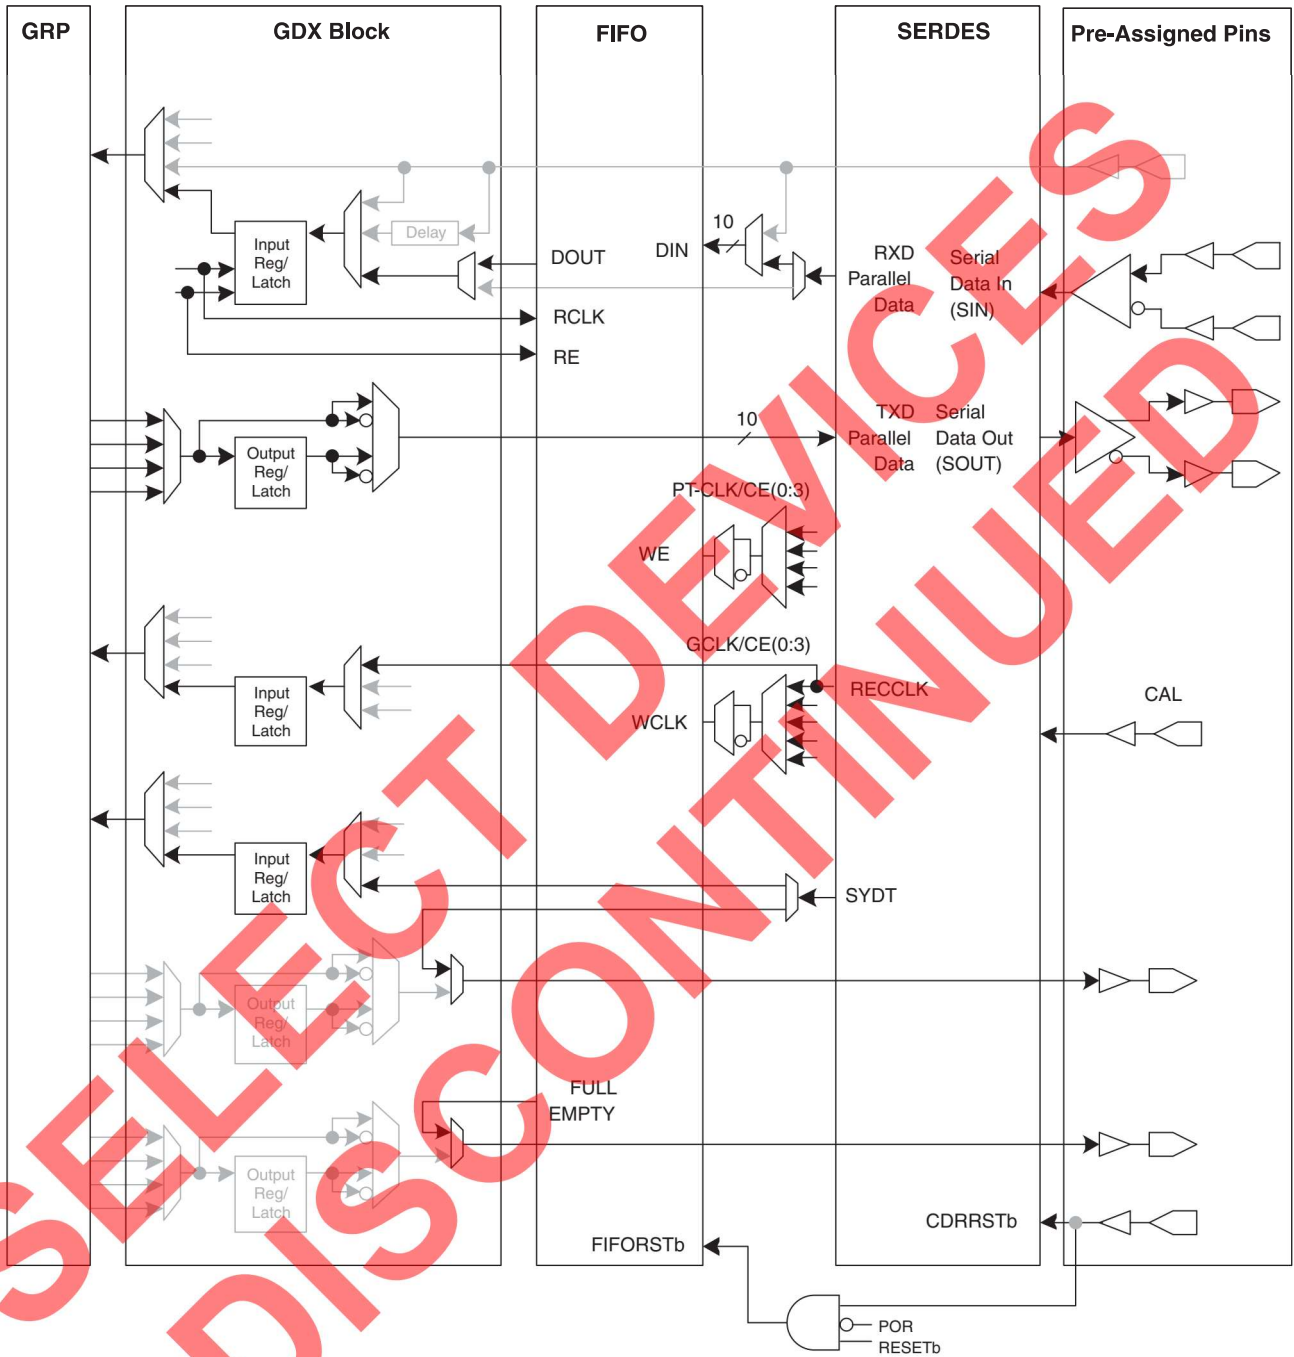 GRP
GDX Block
FIFO
SERDES
Pre-Assigned Pins
Delay
10
Input
Reg/
Latch
DOUT
DIN
RXD
Parallel
Data
Serial
Data In
(SIN)
RCLK
RE
Output
Reg/
Latch
10
TXD
Parallel
Data
Serial
Data Out
(SOUT)
PT-CLK/CE(0:3)
WE
GCLK/CE(0:3)
Input
Reg/
Latch
WCLK
RECCLK
CAL
Input
Reg/
Latch
SYDT
Output
Reg/
Latch
FULL
EMPTY
Output
Reg/
Latch
CDRRSTb
FIFORSTb
POR
RESETb
SELECT DEVICES
DISCONTINUED